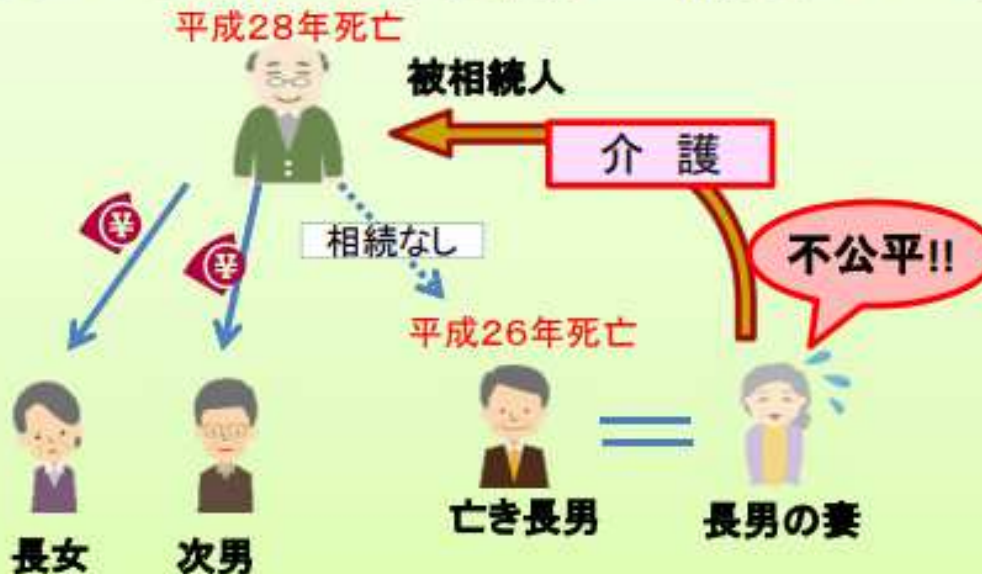 平成28年死亡
被相続人
介 護
¥
¥
相続なし
不公平!!
平成26年死亡
亡き長男
長男の妻
長女
次男